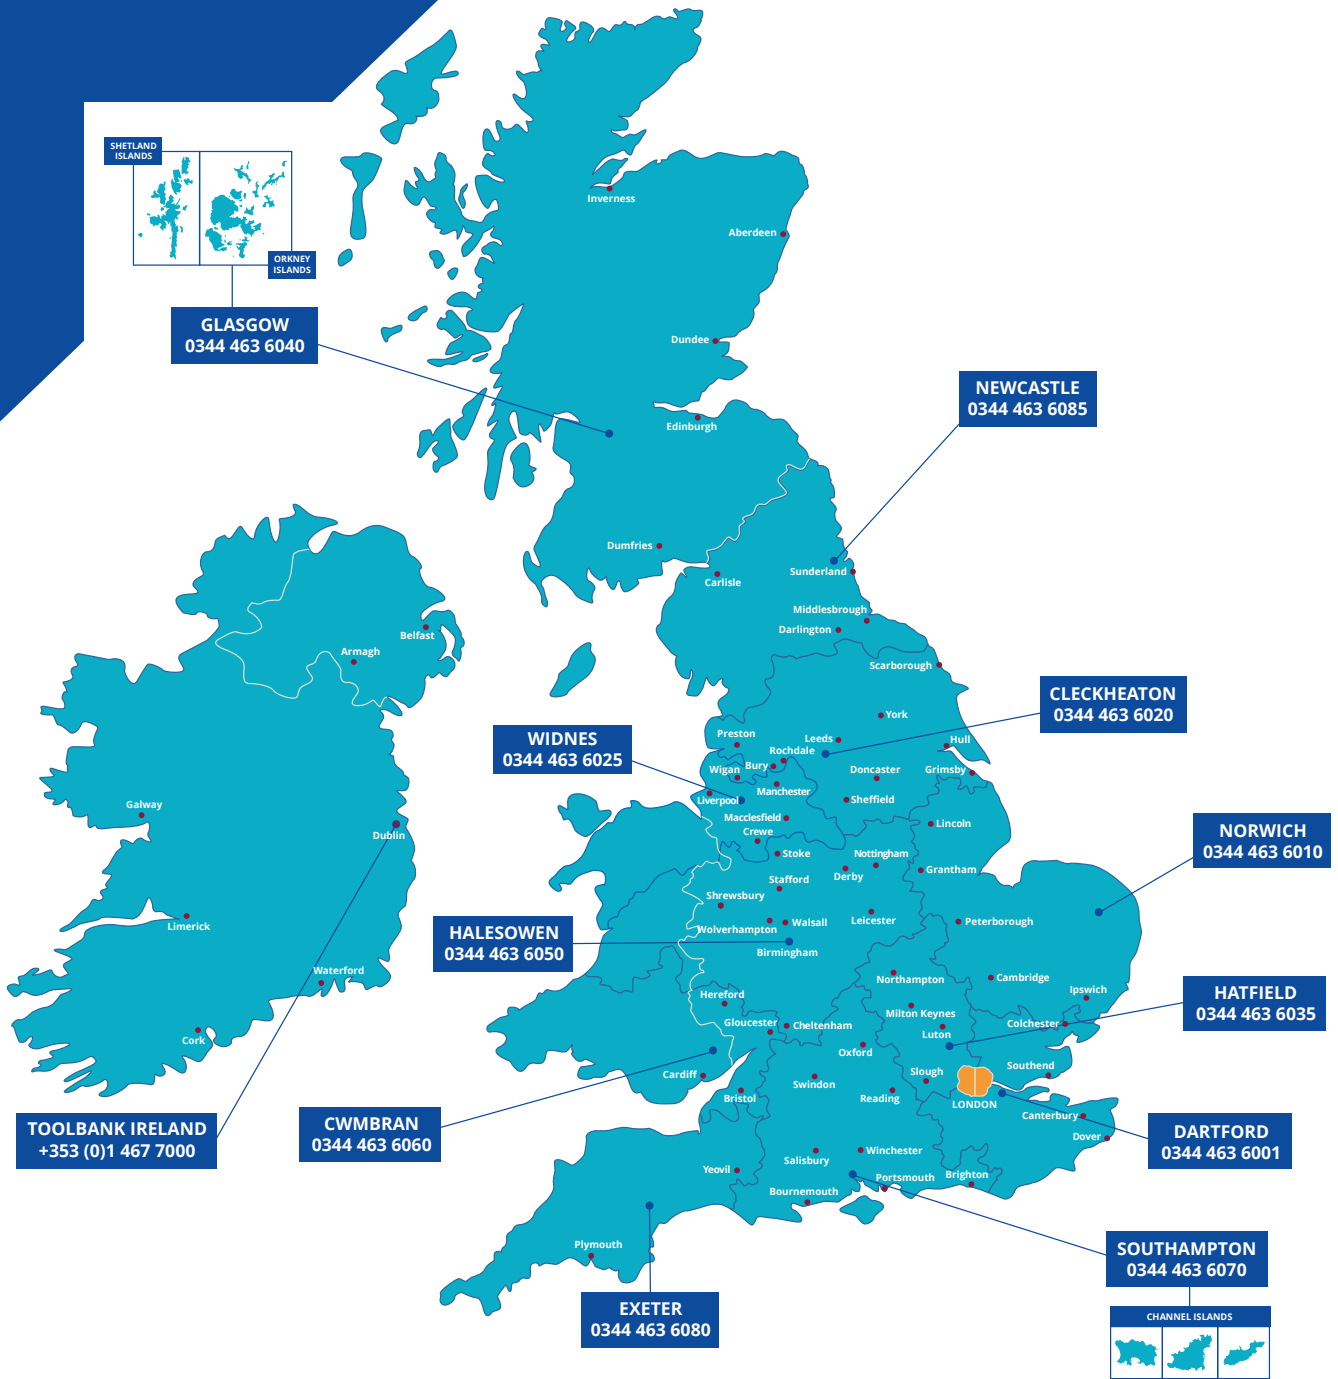 SHETLAND
ISLANDS
ORKNEY
ISLANDS
GLASGOW
0344 463 6040
Inverness
Aberdeen
Dundee
Edinburgh
NEWCASTLE
0344 463 6085
Dumfries
Carlisle
Sunderland
Middlesbrough
Darlington
Scarborough
Belfast
Armagh
CLECKHEATON
0344 463 6020
York
WIDNES
0344 463 6025
Preston
Leeds
Rochdale
Hull
Wigan
Bury
Doncaster
Grimsby
Manchester
Liverpool
Sheffield
Galway
Macclesfield
Lincoln
Crewe
Dublin
NORWICH
0344 463 6010
Stoke
Nottingham
Derby
Grantham
Stafford
Shrewsbury
Limerick
Wolverhampton
Walsall
Leicester
Peterborough
HALESOWEN
0344 463 6050
Birmingham
Waterford
Northampton
Cambridge
Ipswich
HATFIELD
0344 463 6035
Hereford
Milton Keynes
Gloucester
Cheltenham
Colchester
Luton
Cork
Oxford
Cardiff
Swindon
Slough
Southend
Bristol
Reading
LONDON
Canterbury
TOOLBANK IRELAND
+353 (0)1 467 7000
CWMBRAN
0344 463 6060
DARTFORD
0344 463 6001
Dover
Salisbury
Winchester
Yeovil
Portsmouth
Brighton
Bournemouth
Plymouth
SOUTHAMPTON
0344 463 6070
EXETER
0344 463 6080
CHANNEL ISLANDS